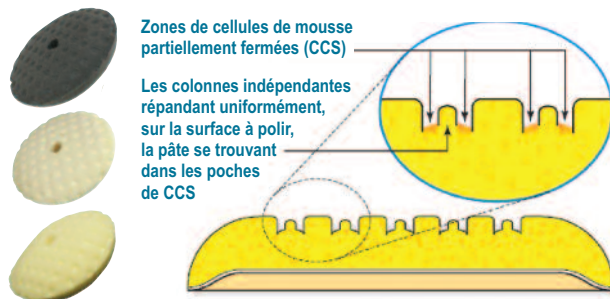 Zones de cellules de mousse
partiellement fermées (CCS)
Les colonnes indépendantes
répandant uniformément,
sur la surface à polir,
la pâte se trouvant
dans les poches
de CCS